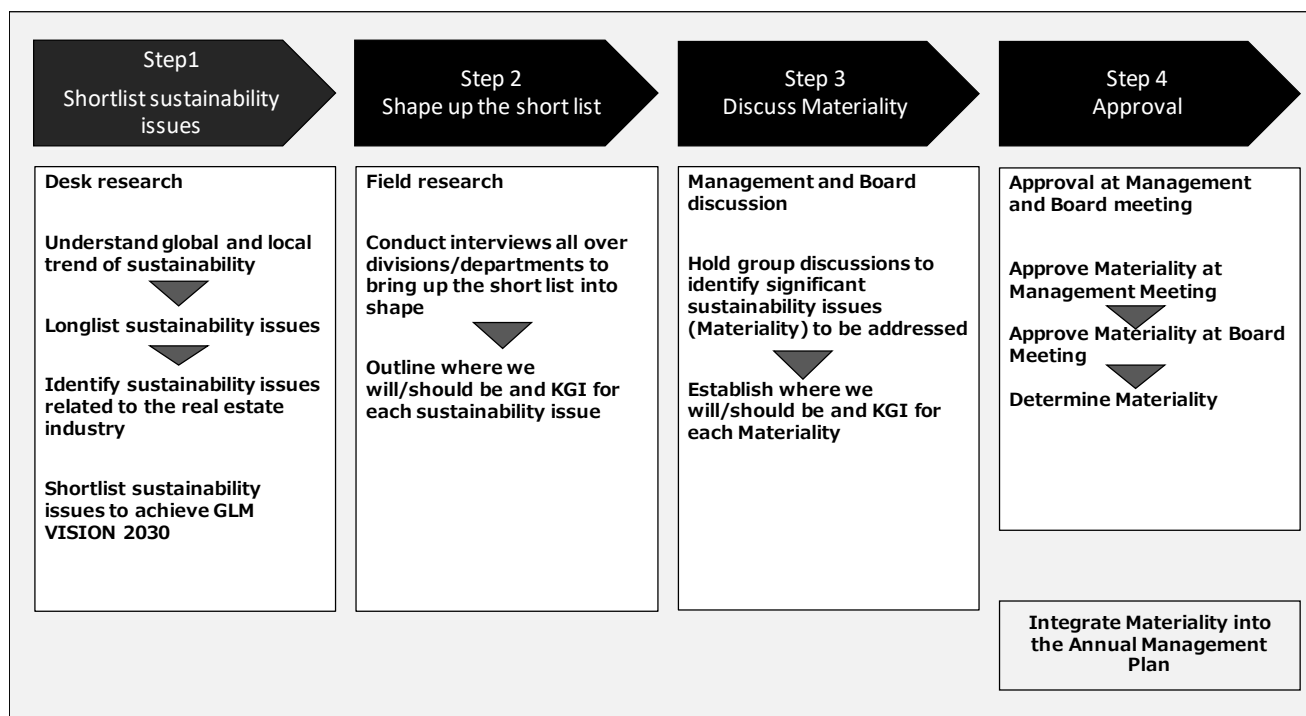 Step1
Shortlist sustainability
issues
Step 2
Shape up the short list
Step 3
Discuss Materiality
Step 4
Approval
Desk research
Understand global and local
trend of sustainability
Longlist sustainability issues
Identify sustainability issues
related to the real estate
industry
Shortlist sustainability
issues to achieve GLM
VISION 2030
Field research
Conduct interviews all over
divisions/departments to
bring up the short list into
shape
Outline where we
will/should be and KGI for
each sustainability issue
Management and Board
discussion
Hold group discussions to
identify significant
sustainability issues
(Materiality) to be addressed
Establish where we
will/should be and KGI for
each Materiality
Approval at Management
and Board meeting
Approve Materiality at
Management Meeting
Approve Materiality at Board
Meeting
Determine Materiality
Integrate Materiality into
the Annual Management
Plan